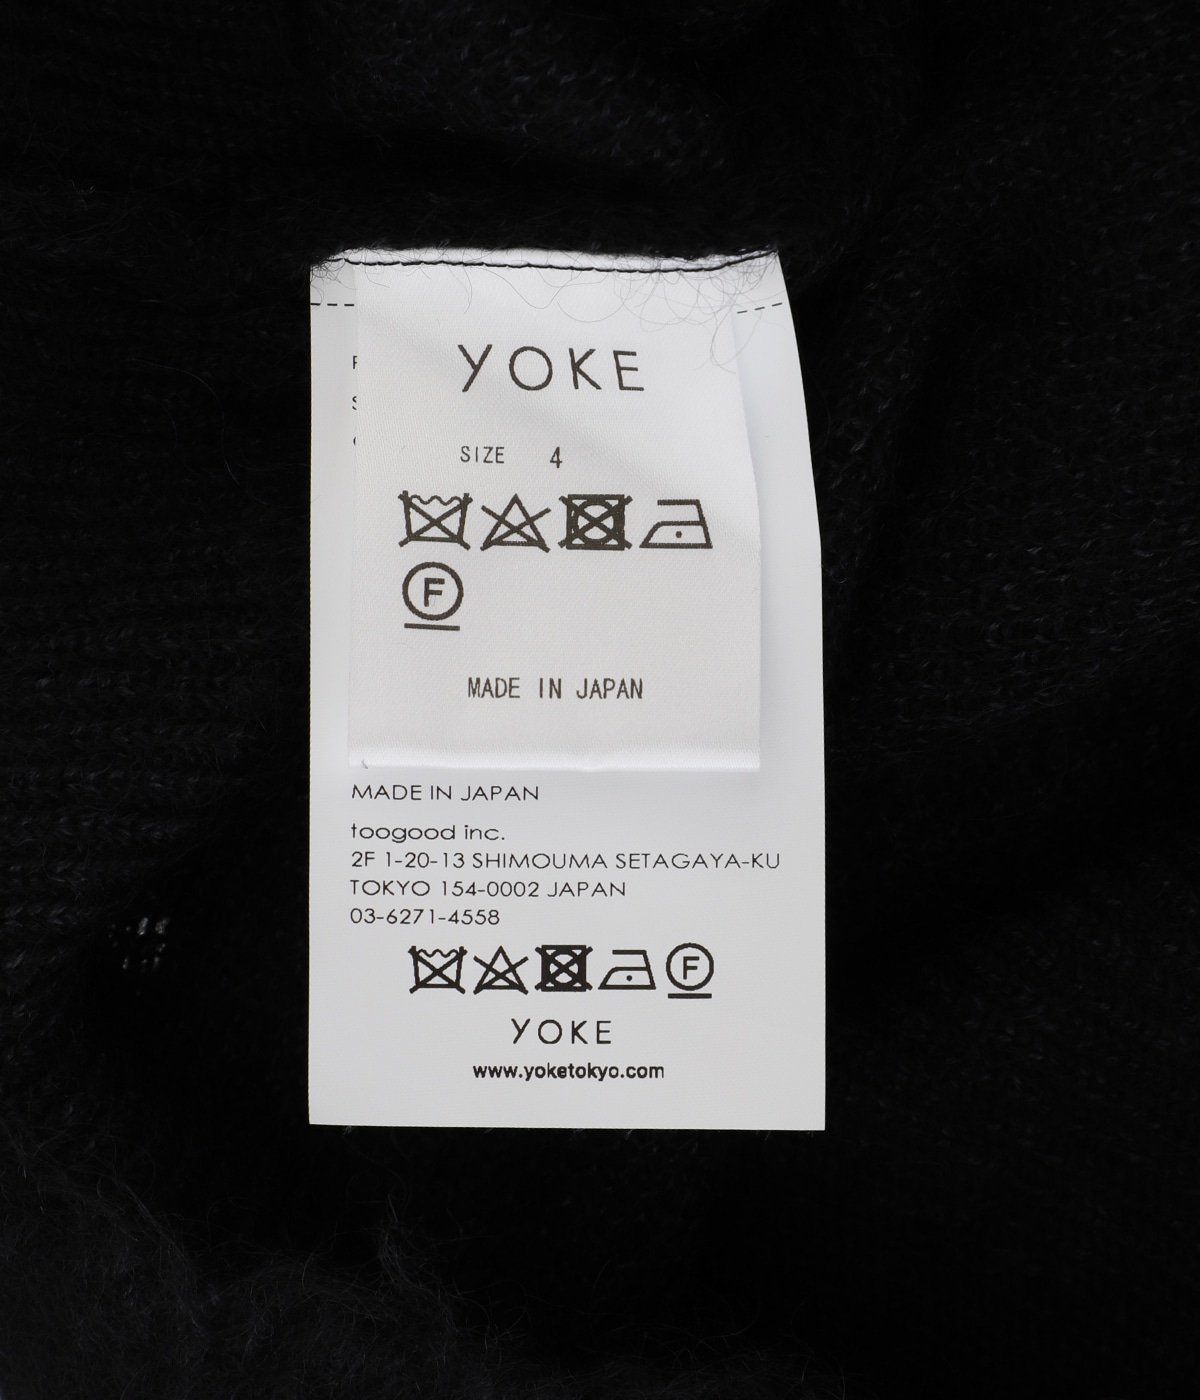 YOKE
SIZE 4
F
MADE IN JAPAN
MADE IN JAPAN
toogood inc.
2F 1-20-13 SHIMOUMA SETAGAYA-KU
TOKYO 154-0002 JAPAN
03-6271-4558
F
YOKE
www.yoketokyo.com